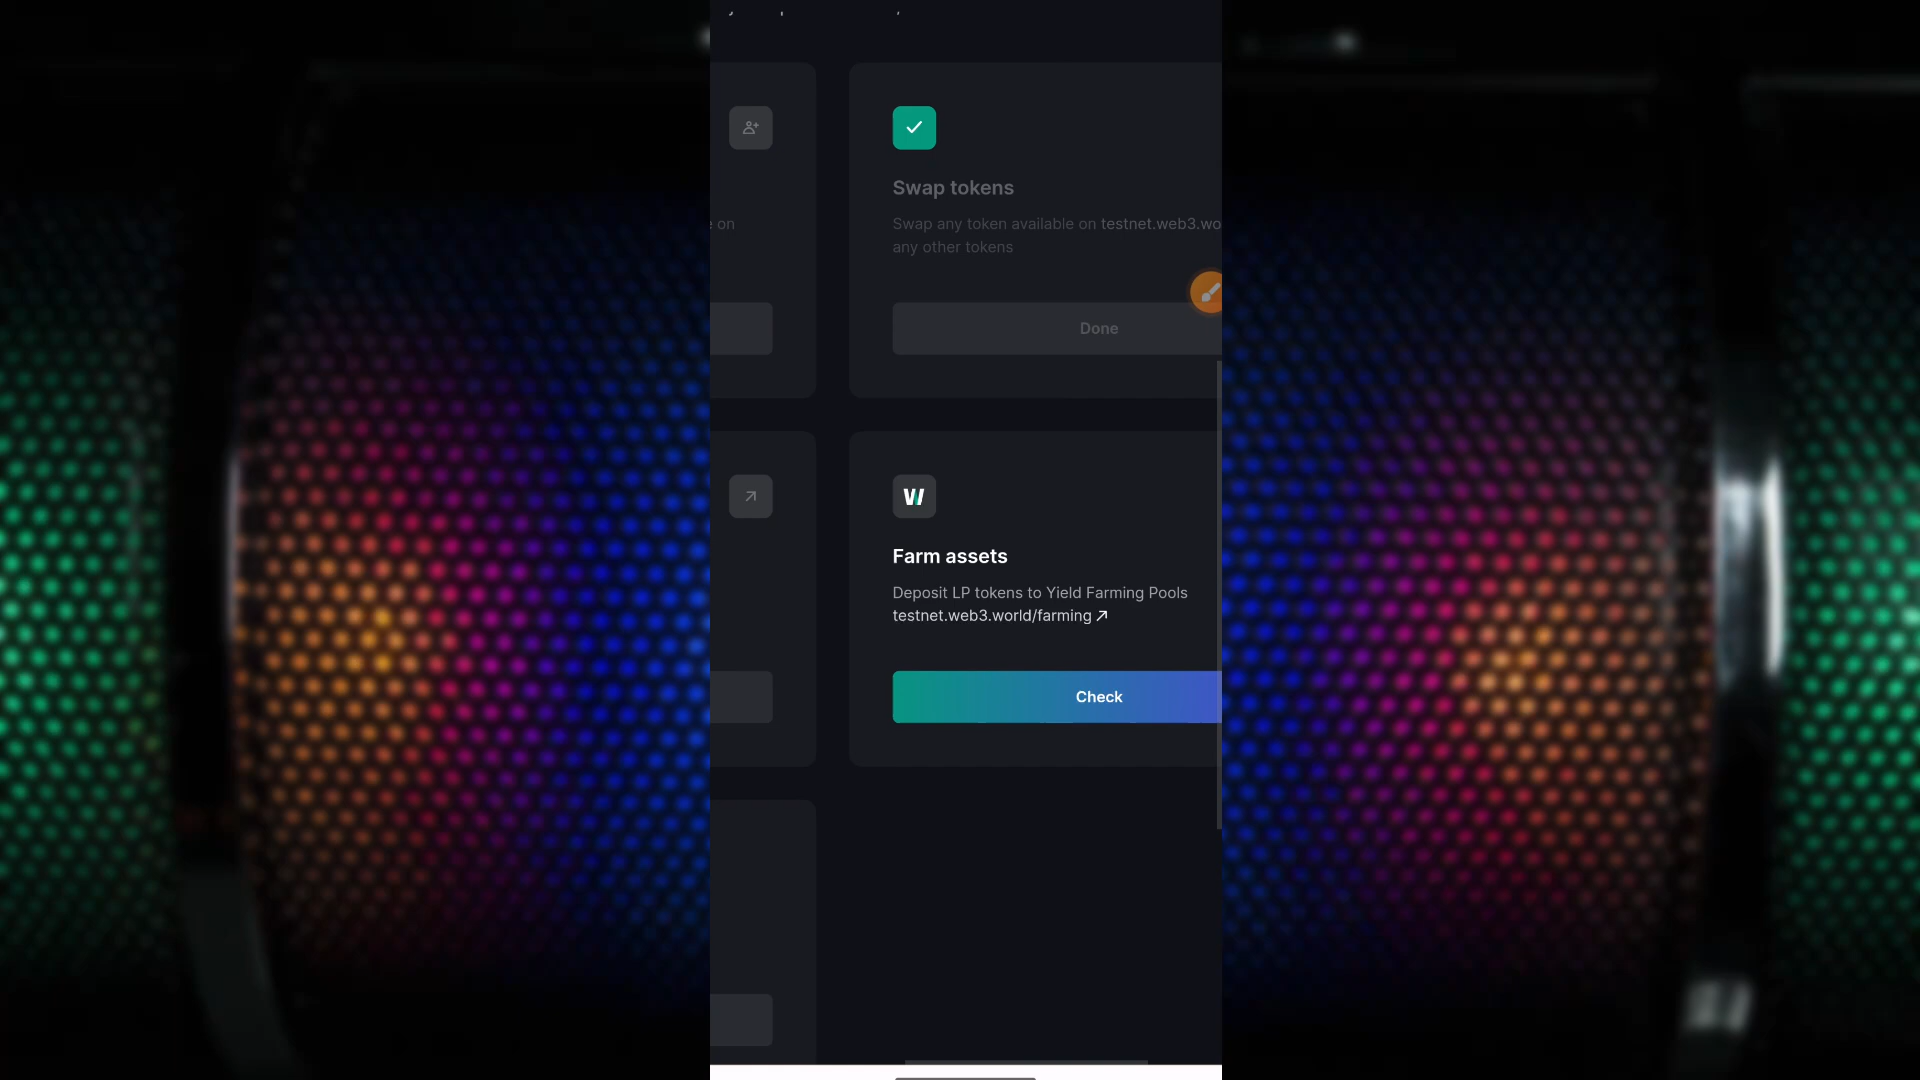 e on
Swap tokens
Swap any token available on testnet.web3.wo
any other tokens
Done
W
Farm assets
Deposit LP tokens to Yield Farming Pools
testnet.web3.world/farming
Check